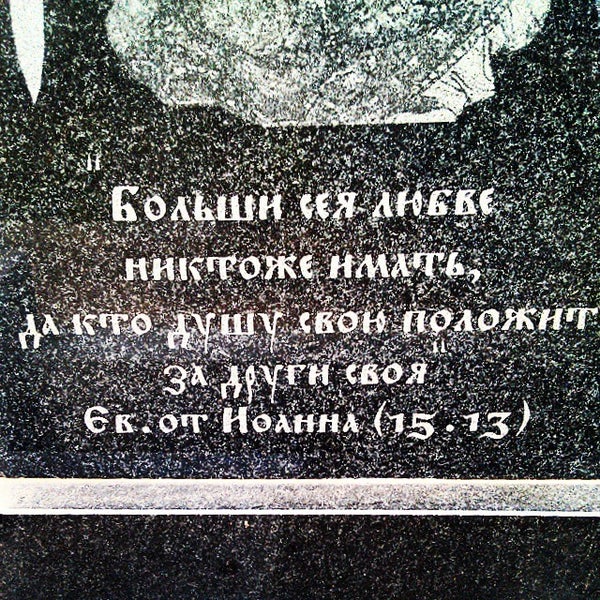 "Больши сея любве
никтоже имать,
да кто душу свою положит
за други своя"
Ев. от Иоанна (15.13)